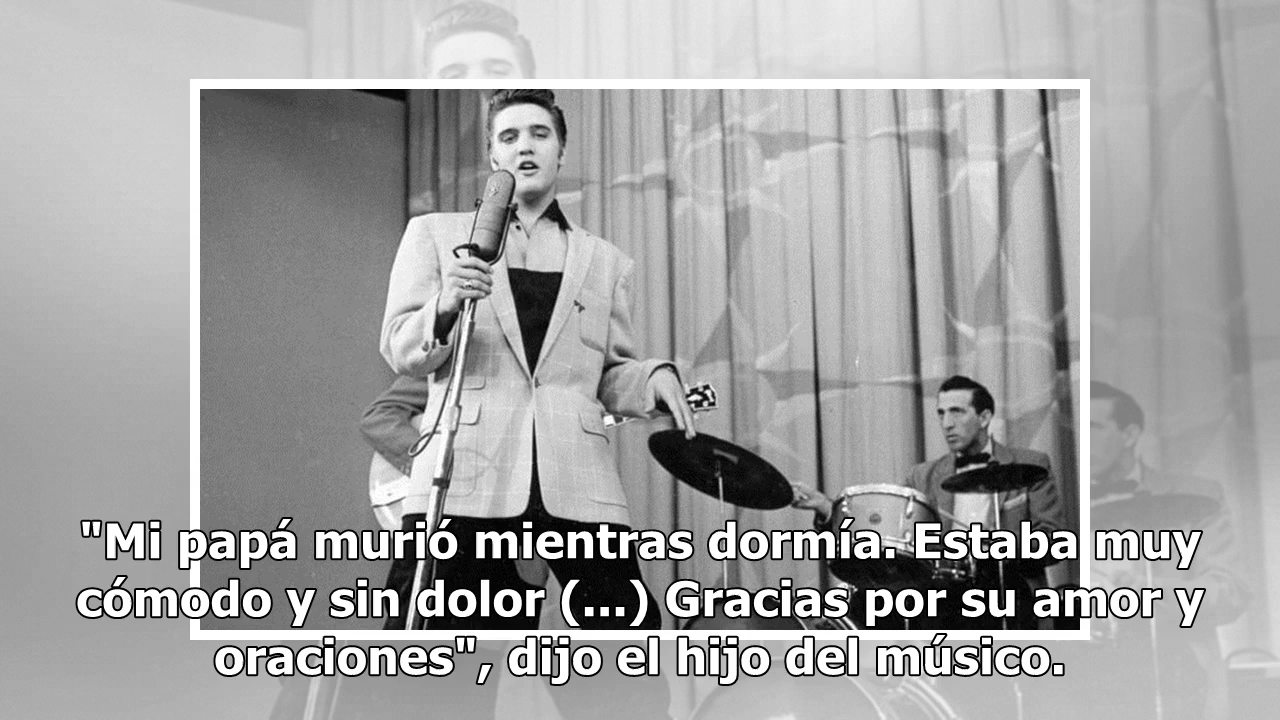 "Mi papá murió mientras dormía. Estaba muy
cómodo y sin dolor (...) Gracias por su amor y
oraciones", dijo el hijo del músico.